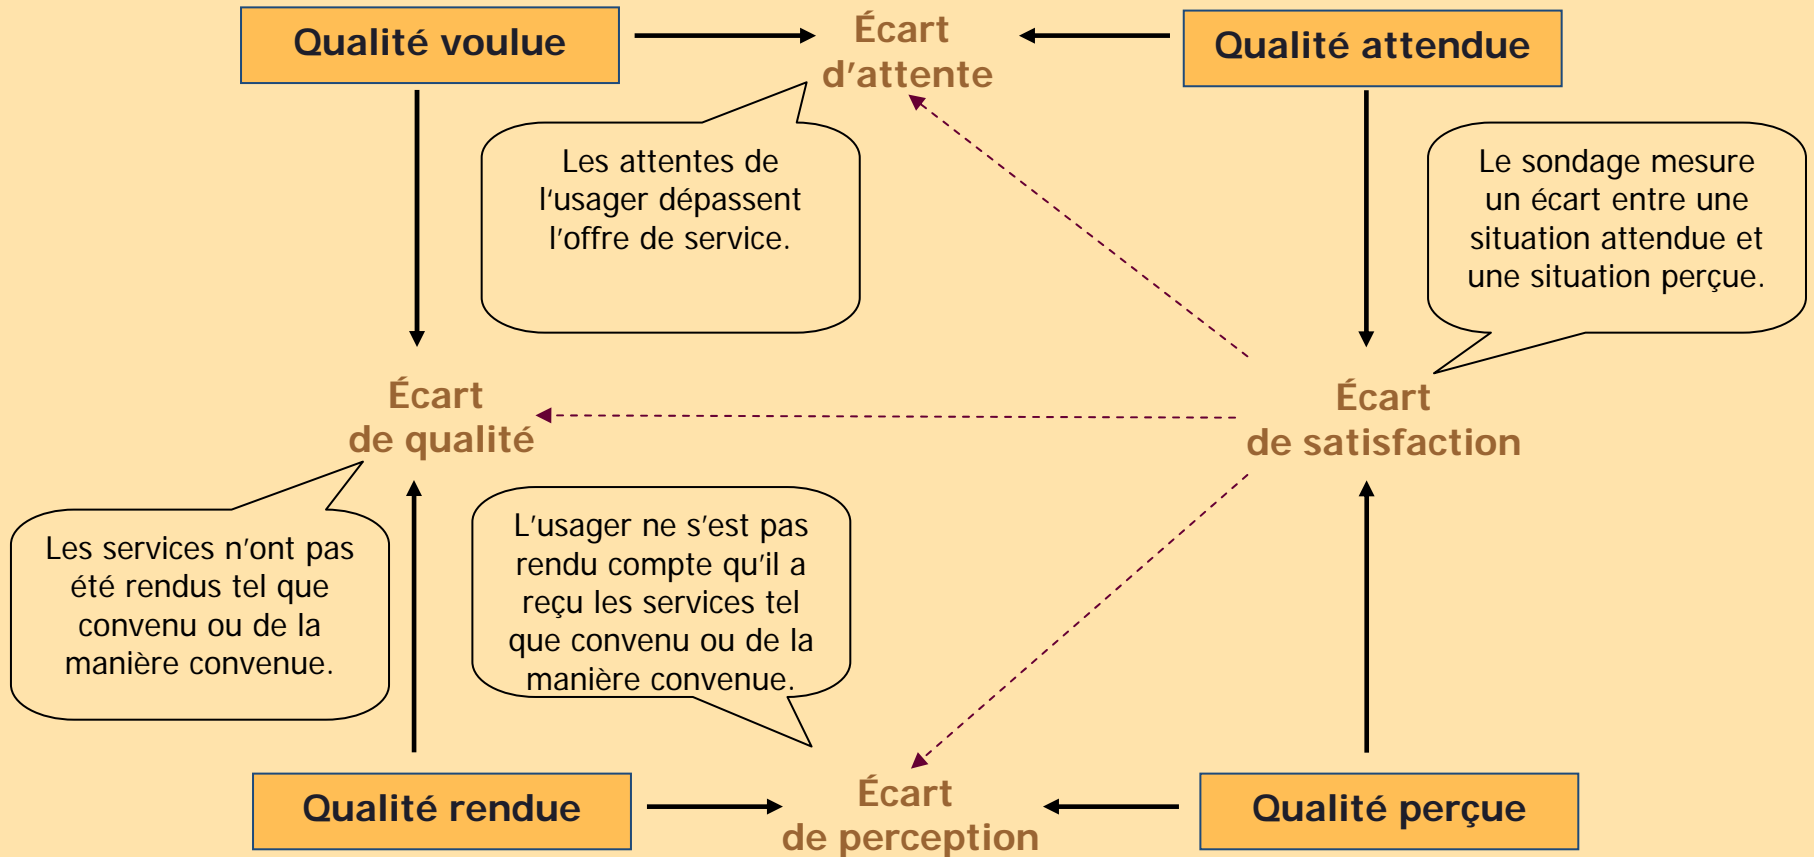 Qualité voulue
Écart
d'attente
Qualité attendue
Les attentes de
l'usager dépassent
l'offre de service.
Le sondage mesure
un écart entre une
situation attendue et
une situation perçue.
Écart
de qualité
Écart
de satisfaction
Les services n'ont pas
été rendus tel que
convenu ou de la
manière convenue.
L'usager ne s'est pas
rendu compte qu'il a
reçu les services tel
que convenu ou de la
manière convenue.
Qualité rendue
Écart
de perception
Qualité perçue